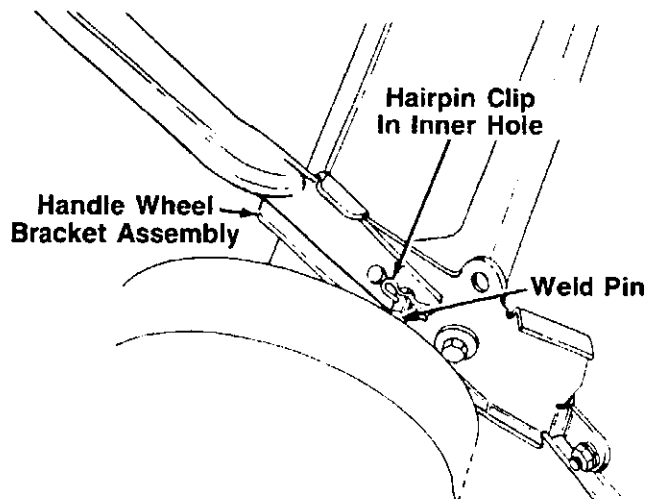 Hairpin Clip
In Inner Hole
Handle Wheel
Bracket Assembly
Weld Pin